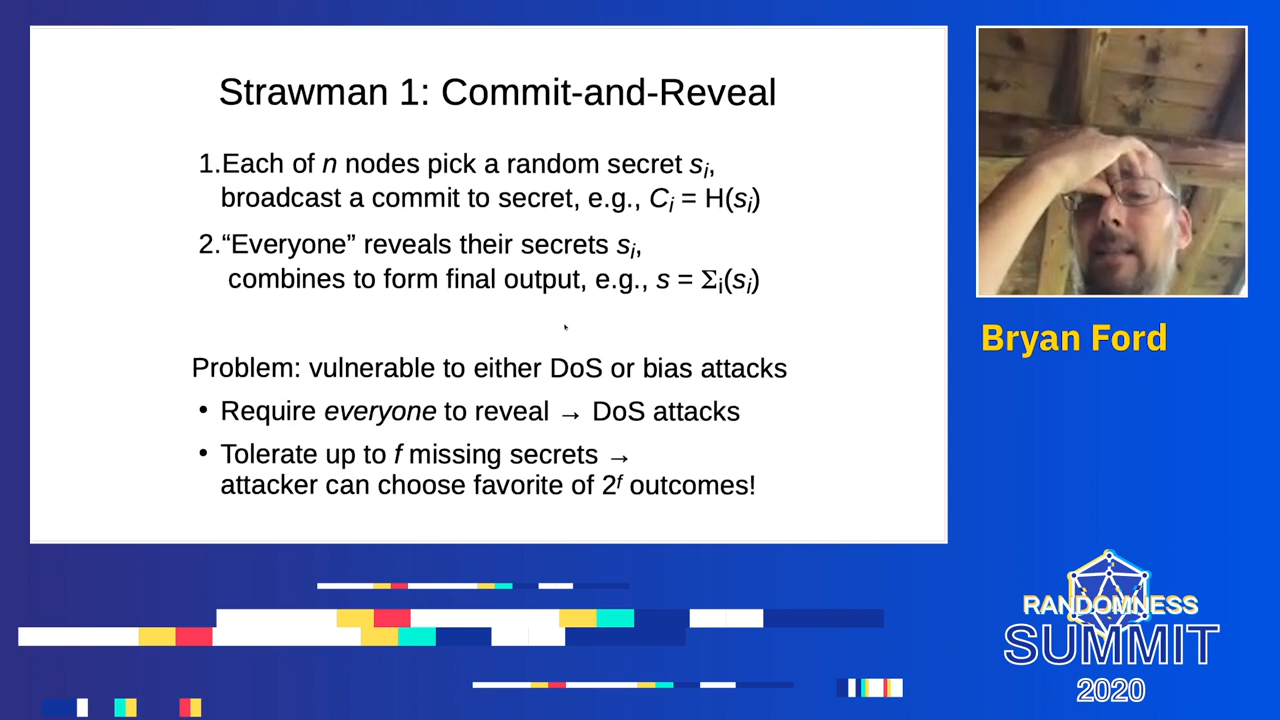 Strawman 1: Commit-and-Reveal
1.Each of n nodes pick a random secret sᵢ,
broadcast a commit to secret, e.g., Cᵢ = H(sᵢ)
2.“Everyone” reveals their secrets sᵢ,
combines to form final output, e.g., s = Σᵢ(sᵢ)
Problem: vulnerable to either DoS or bias attacks
• Require everyone to reveal → DoS attacks
• Tolerate up to f missing secrets →
attacker can choose favorite of 2ᶠ outcomes!
Bryan Ford
RANDOMNESS
SUMMIT
2020